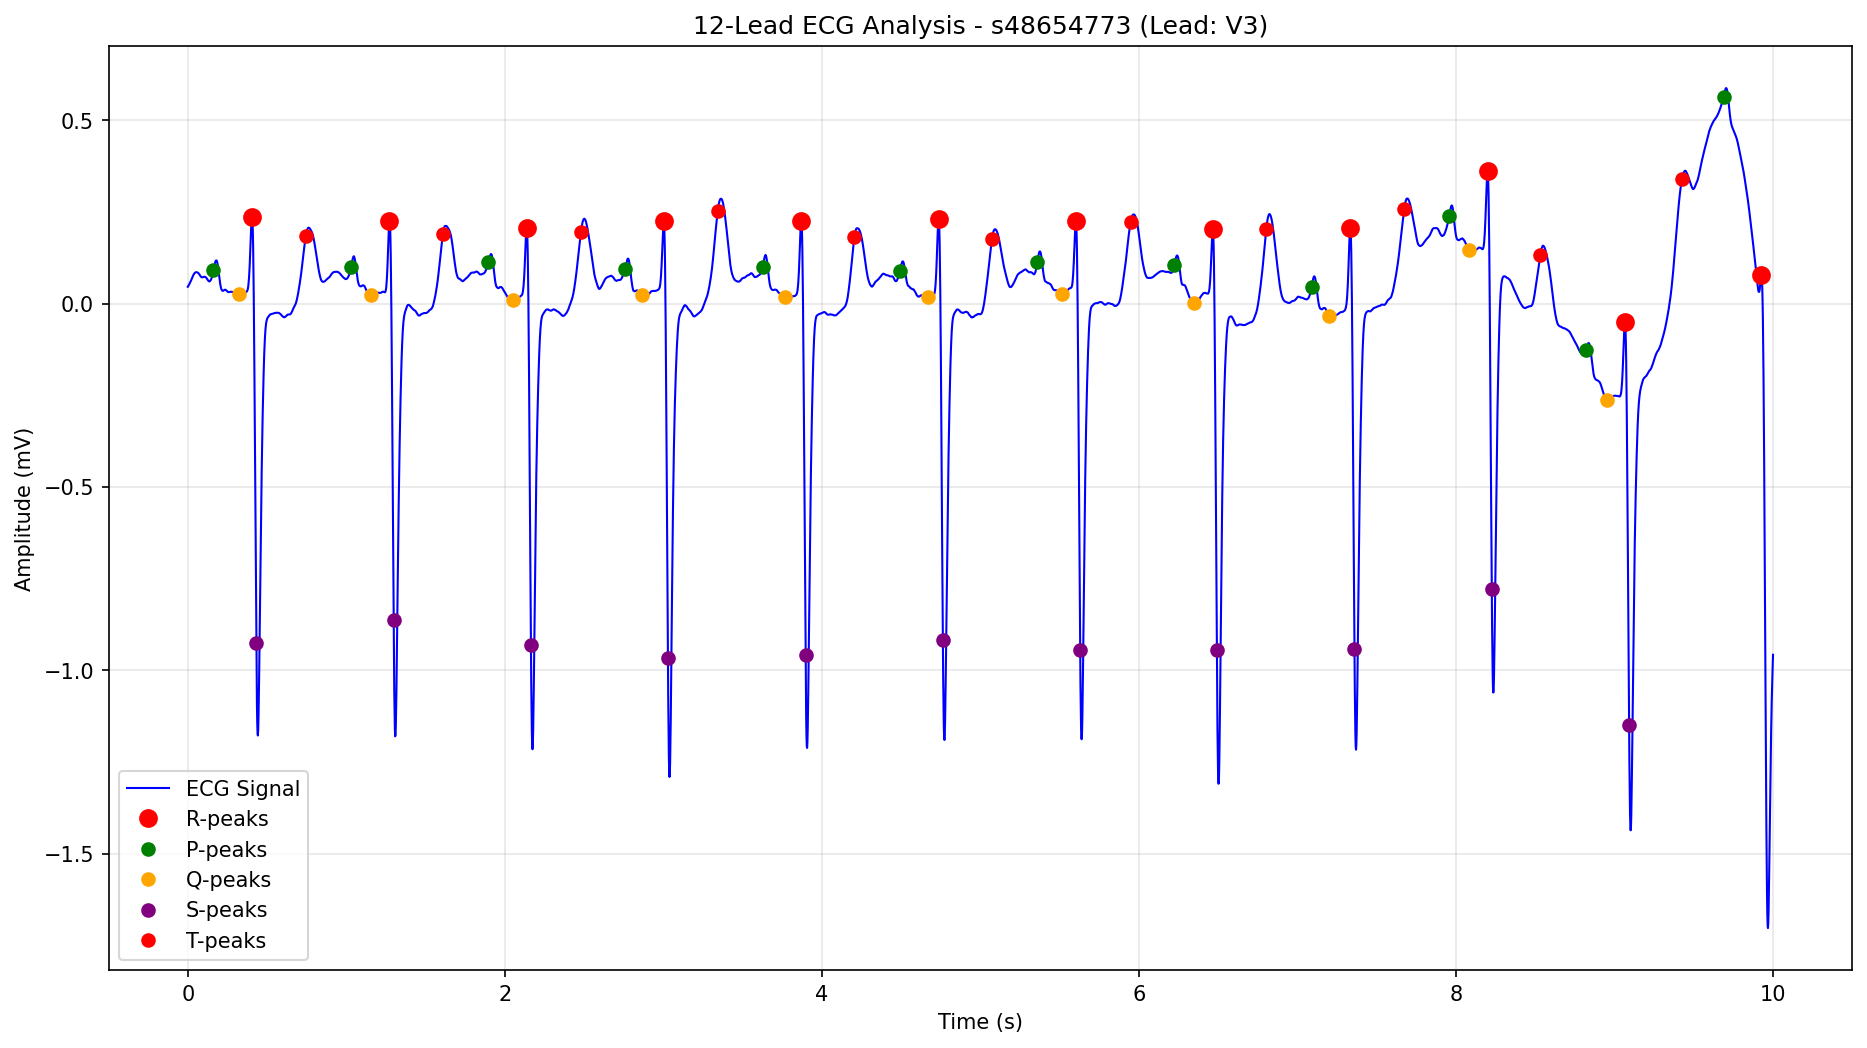 12-Lead ECG Analysis - s48654773 (Lead: V3)
Amplitude (mV)
0.5
0.0
−0.5
−1.0
−1.5
ECG Signal
R-peaks
P-peaks
Q-peaks
S-peaks
T-peaks
0 2 4 6 8 10
Time (s)